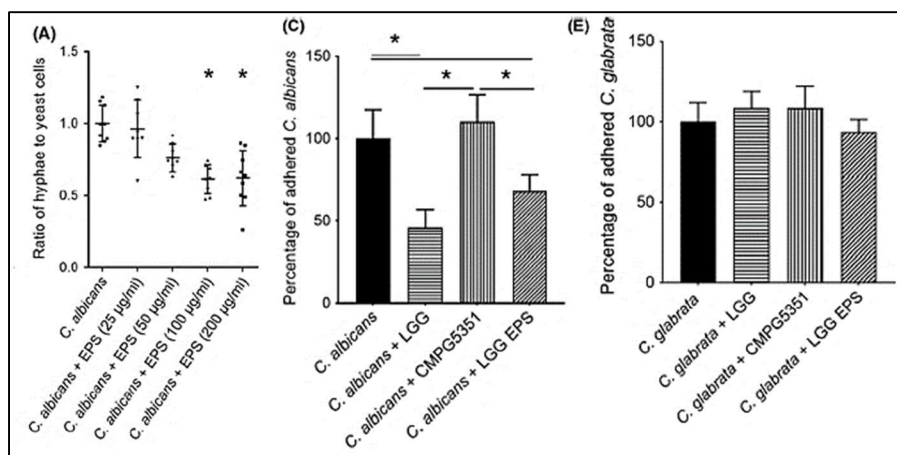 (A)
Ratio of hyphae to yeast cells
1.5
1.0
0.5
0.0
*
*
C. albicans
C. albicans + EPS (25 µg/ml)
C. albicans + EPS (50 µg/ml)
C. albicans + EPS (100 µg/ml)
C. albicans + EPS (200 µg/ml)
(C)
Percentage of adhered C. albicans
150
100
50
0
*
*
*
C. albicans
C. albicans + LGG
C. albicans + CMPG5351
C. albicans + LGG EPS
(E)
Percentage of adhered C. glabrata
150
100
50
0
C. glabrata
C. glabrata + LGG
C. glabrata + CMPG5351
C. glabrata + LGG EPS